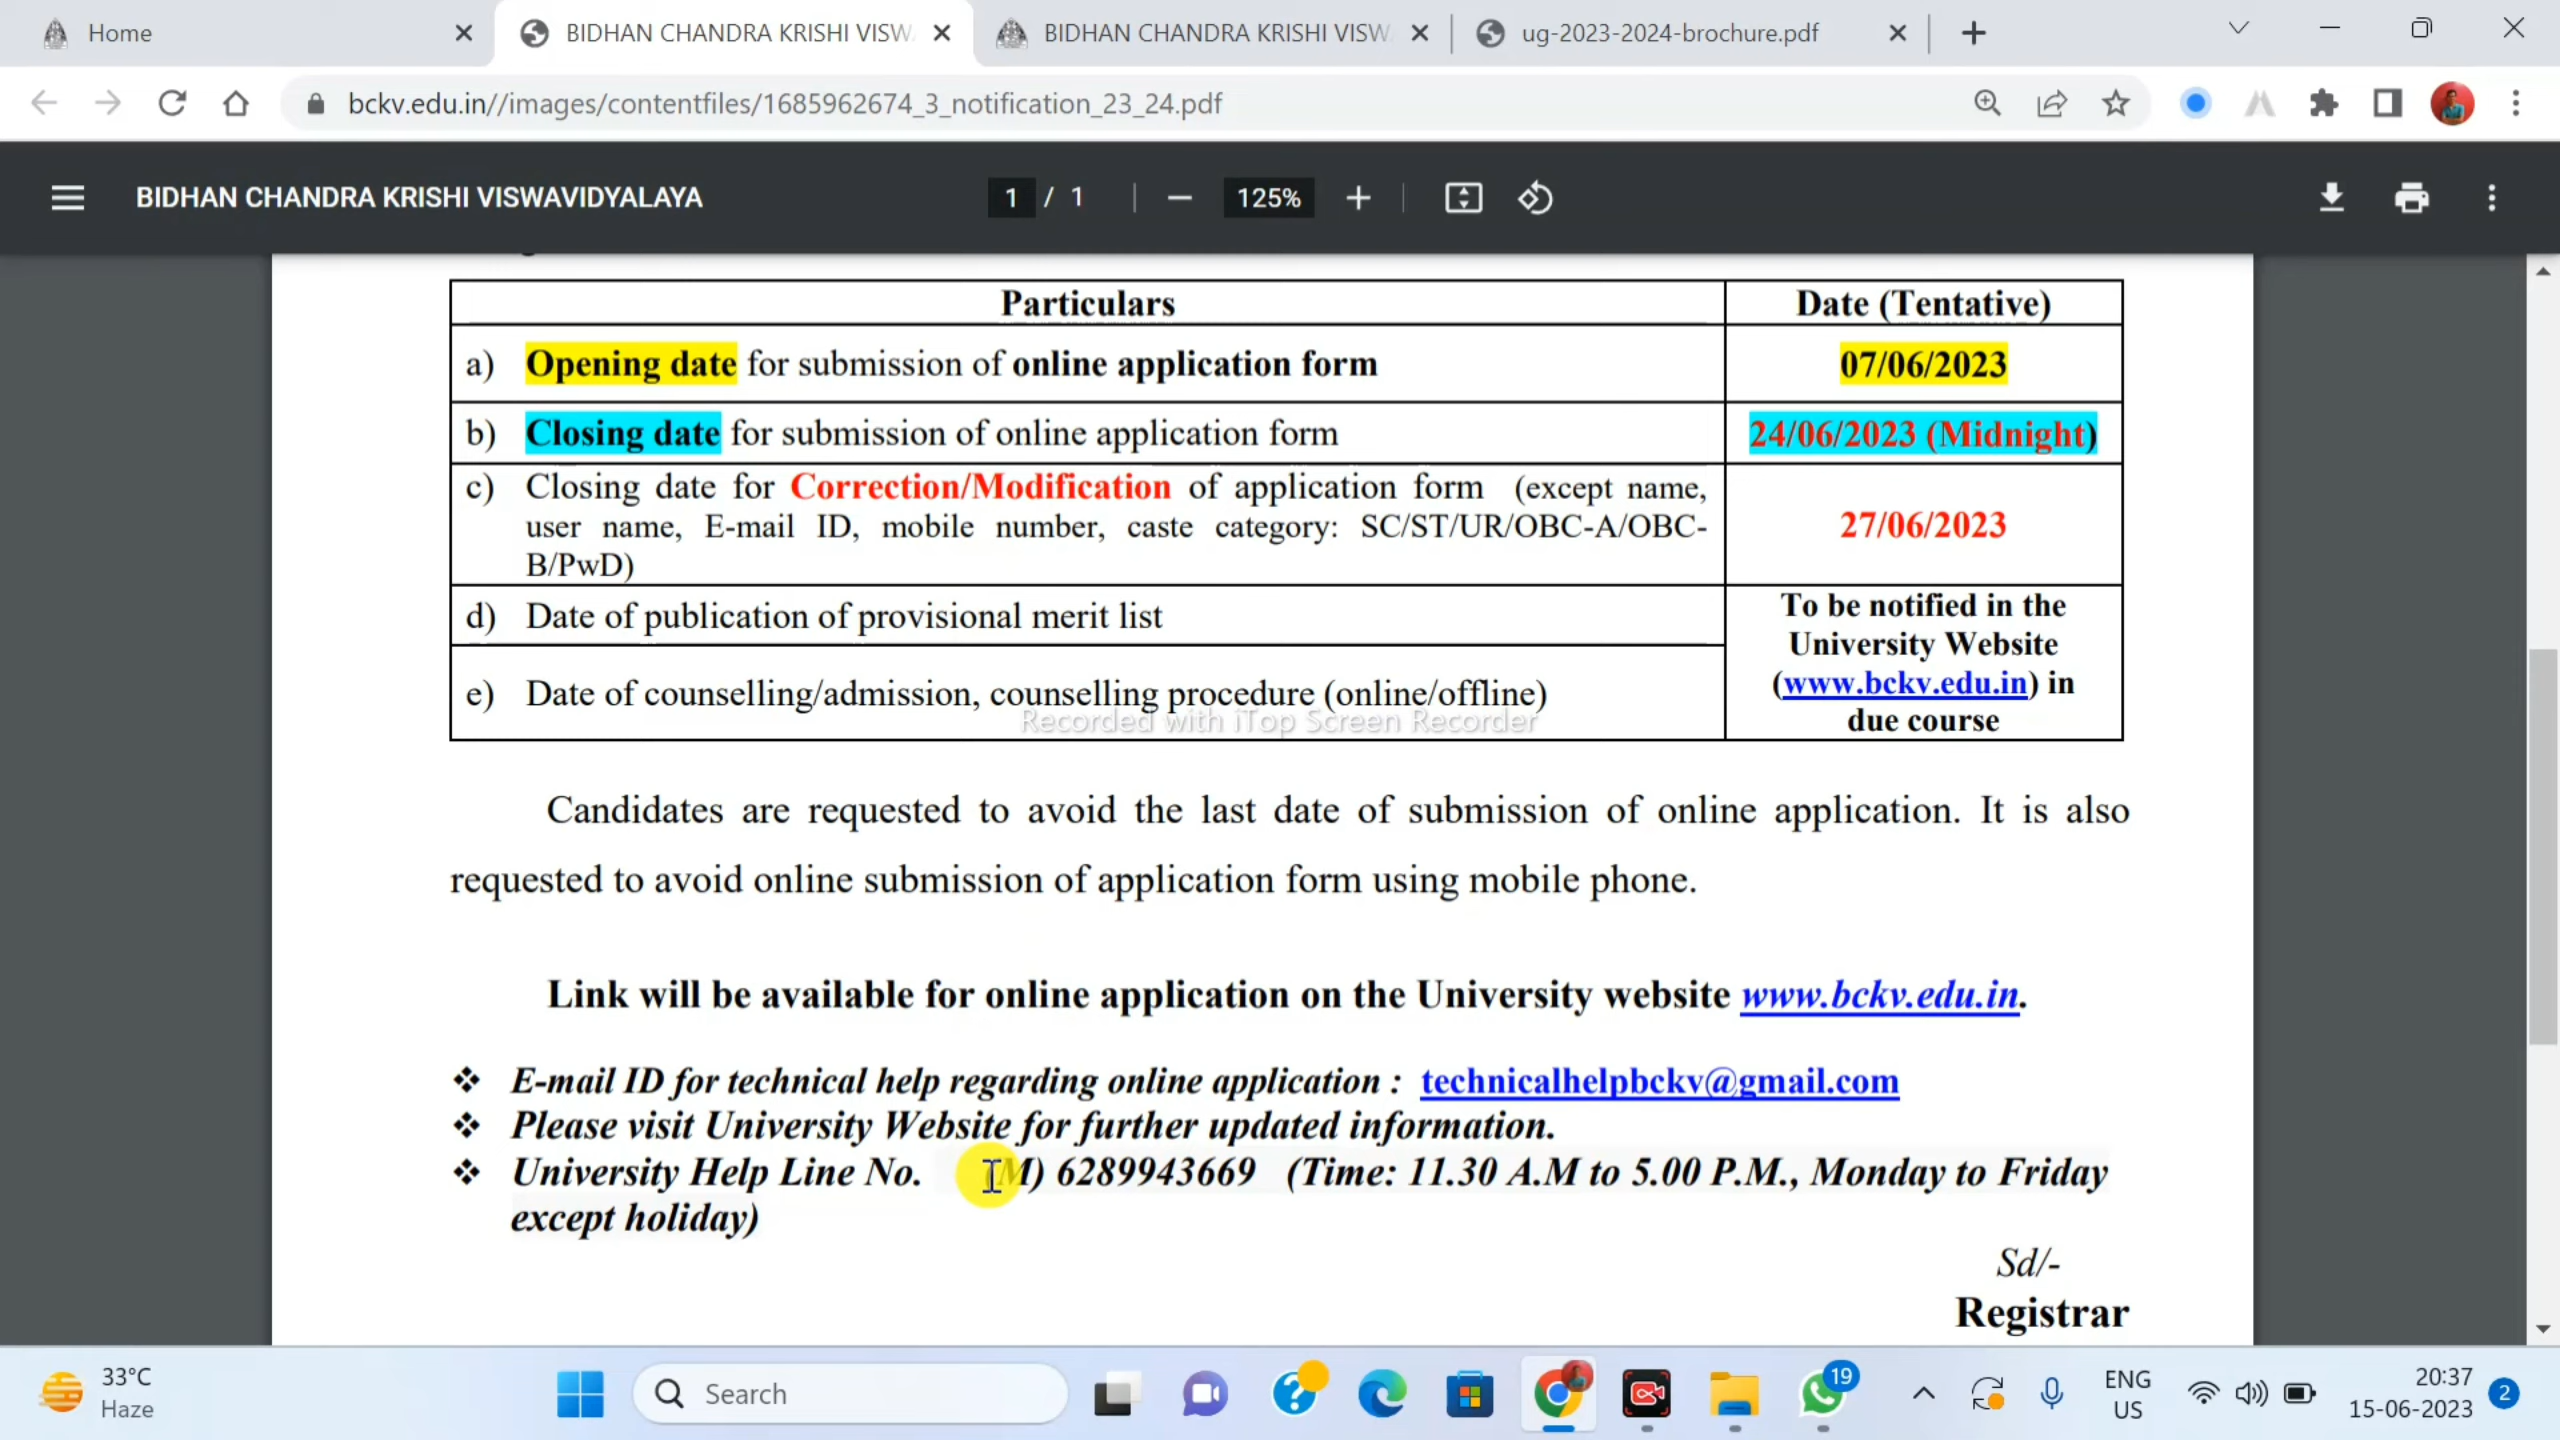 Home
BIDHAN CHANDRA KRISHI VISW
BIDHAN CHANDRA KRISHI VISW
ug-2023-2024-brochure.pdf
bckv.edu.in//images/contentfiles/1685962674_3_notification_23_24.pdf
BIDHAN CHANDRA KRISHI VISWAVIDYALAYA
1 / 1
125%
Particulars
Date (Tentative)
a) Opening date for submission of online application form
07/06/2023
b) Closing date for submission of online application form
24/06/2023 (Midnight)
c) Closing date for Correction/Modification of application form (except name,
user name, E-mail ID, mobile number, caste category: SC/ST/UR/OBC-A/OBC-
B/PwD)
27/06/2023
d) Date of publication of provisional merit list
e) Date of counselling/admission, counselling procedure (online/offline)
To be notified in the
University Website
(www.bckv.edu.in) in
due course
Recorded with iTop Screen Recorder
Candidates are requested to avoid the last date of submission of online application. It is also
requested to avoid online submission of application form using mobile phone.
Link will be available for online application on the University website www.bckv.edu.in.
❖ E-mail ID for technical help regarding online application : technicalhelpbckv@gmail.com
❖ Please visit University Website for further updated information.
❖ University Help Line No. (M) 6289943669 (Time: 11.30 A.M to 5.00 P.M., Monday to Friday
except holiday)
Sd/-
Registrar
33°C
Haze
Search
19
ENG
US
20:37
15-06-2023
2